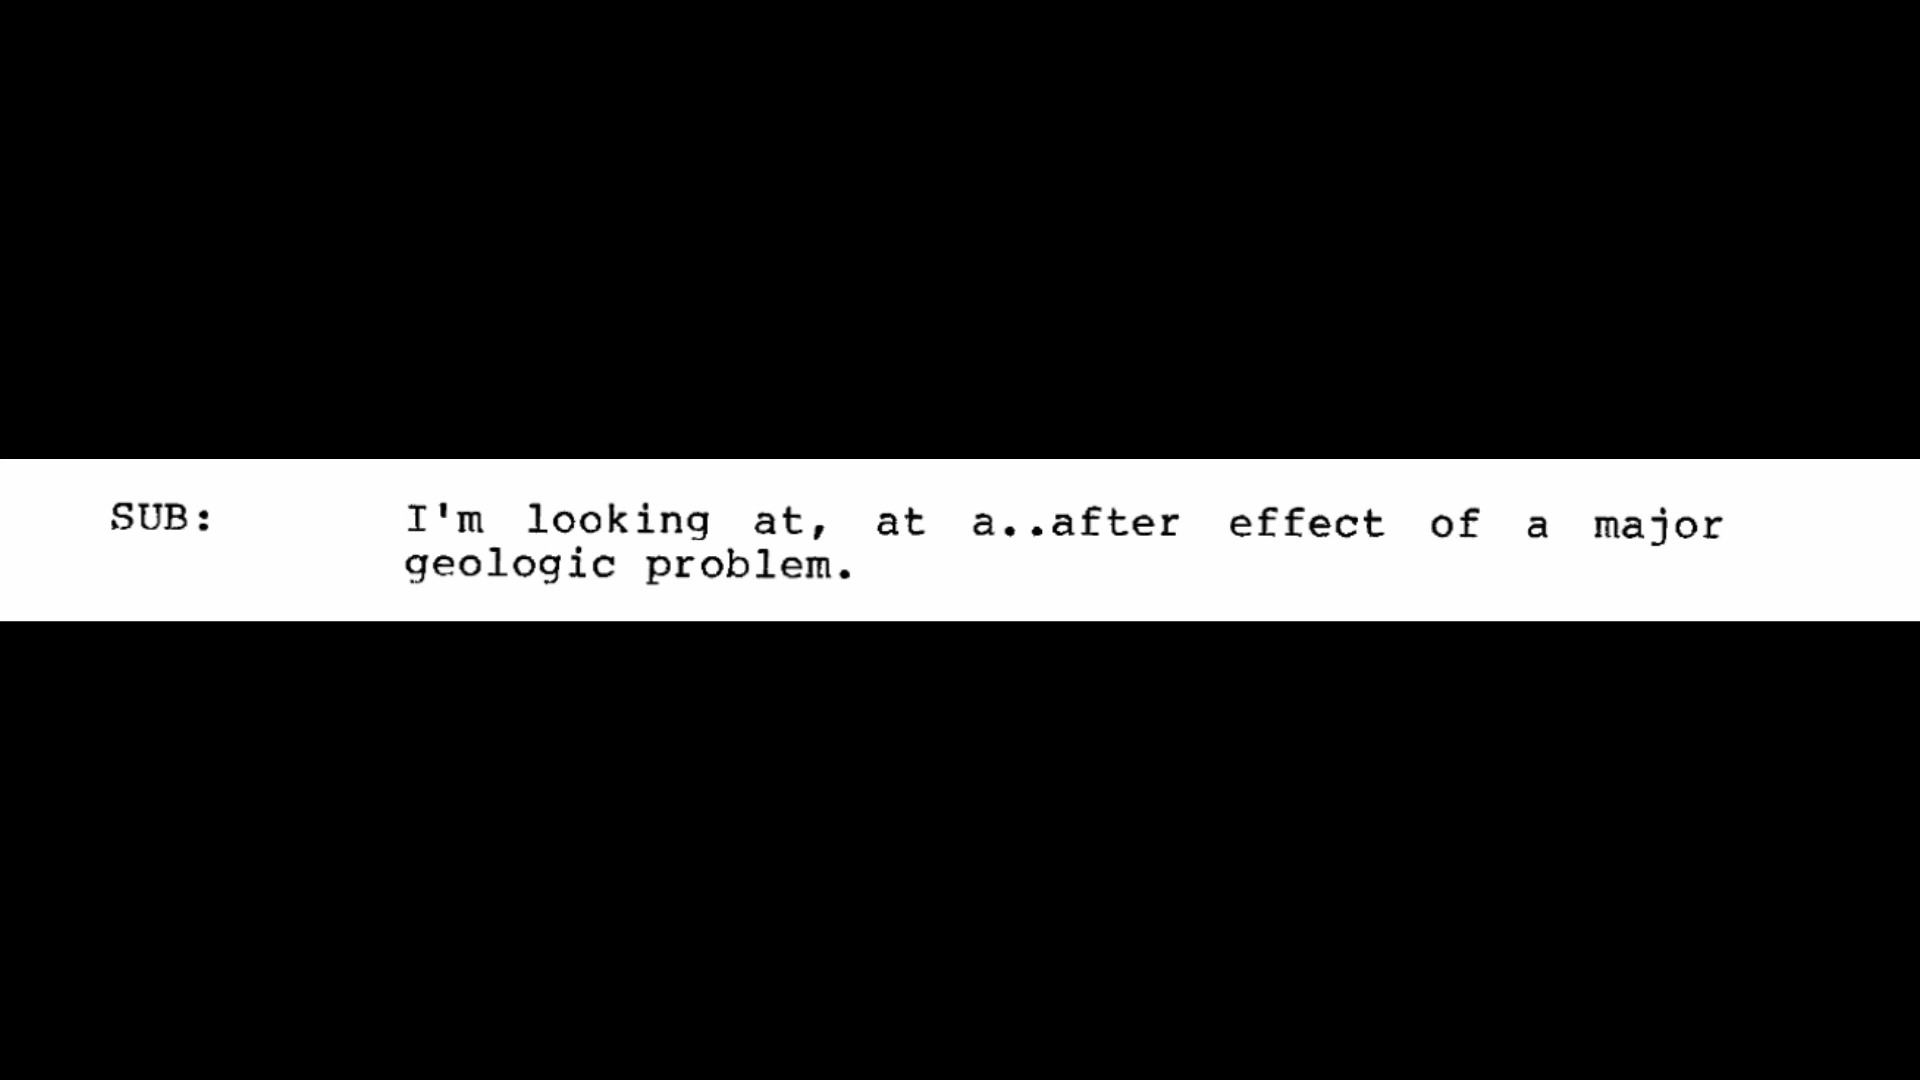 SUB: I'm looking at, at a..after effect of a major
geologic problem.